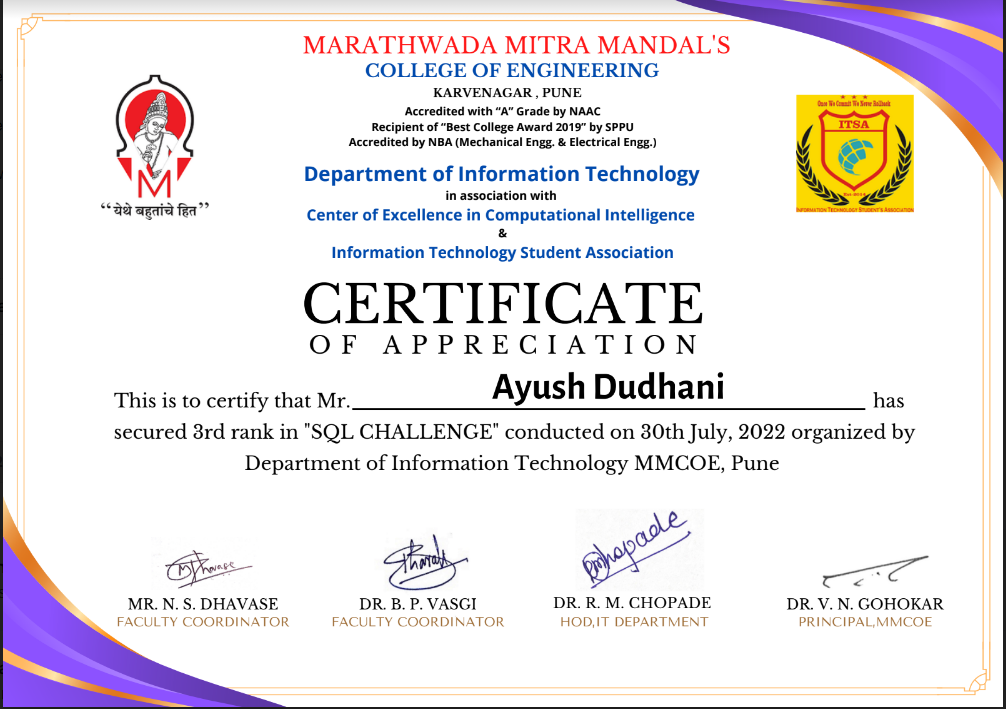 MARATHWADA MITRA MANDAL'S
COLLEGE OF ENGINEERING
KARVENAGAR , PUNE
Accredited with “A” Grade by NAAC
Recipient of “Best College Award 2019” by SPPU
Accredited by NBA (Mechanical Engg. & Electrical Engg.)
“येथे बहुतांचे हित”
Once We Commit We Never Rollback
ITSA
Est.2014
INFORMATION TECHNOLOGY STUDENT'S ASSOCIATION
Department of Information Technology
in association with
Center of Excellence in Computational Intelligence
&
Information Technology Student Association
CERTIFICATE
OF APPRECIATION
This is to certify that Mr. Ayush Dudhani has
secured 3rd rank in "SQL CHALLENGE" conducted on 30th July, 2022 organized by
Department of Information Technology MMCOE, Pune
MR. N. S. DHAVASE
FACULTY COORDINATOR
DR. B. P. VASGI
FACULTY COORDINATOR
DR. R. M. CHOPADE
HOD,IT DEPARTMENT
DR. V. N. GOHOKAR
PRINCIPAL,MMCOE